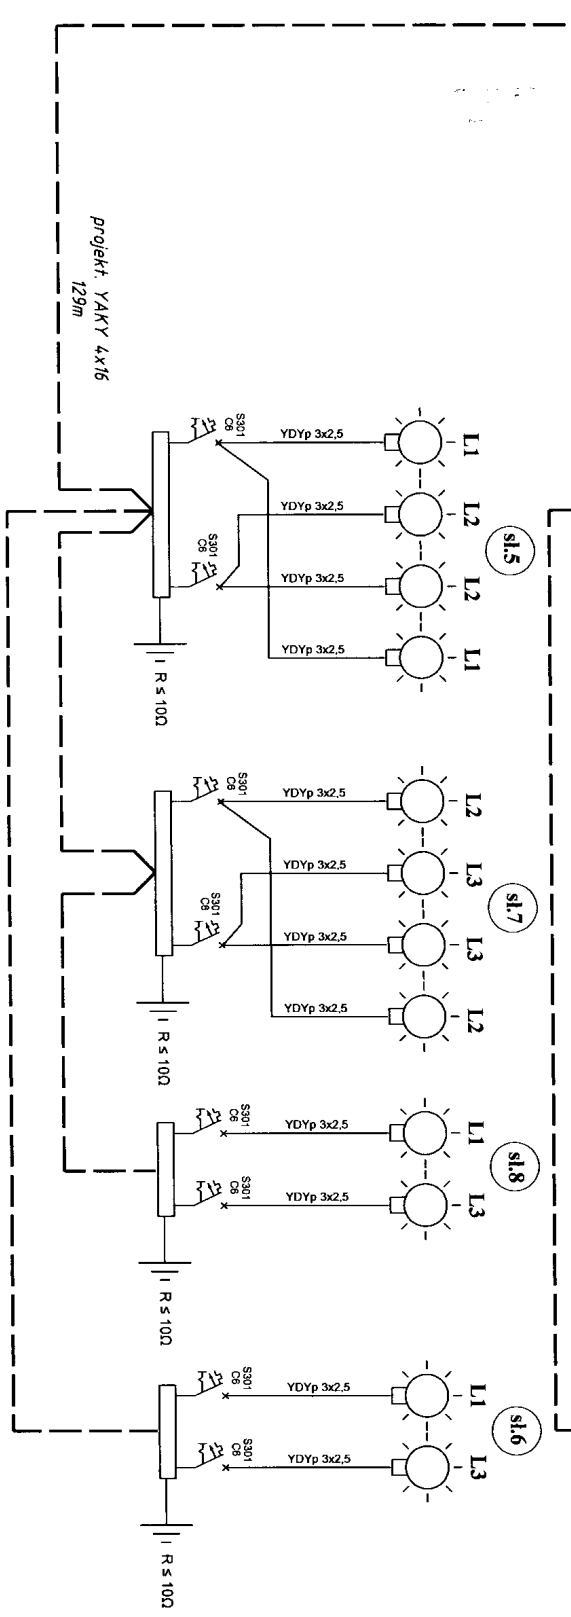 projekt. YAKY 4x16
129m
sł.5
L1
L2
L2
L1
YDYp 3x2,5
YDYp 3x2,5
YDYp 3x2,5
YDYp 3x2,5
S301
C6
S301
C6
R ≤ 10Ω
sł.7
L2
L3
L3
L2
YDYp 3x2,5
YDYp 3x2,5
YDYp 3x2,5
YDYp 3x2,5
S301
C6
S301
C6
R ≤ 10Ω
sł.8
L1
L3
YDYp 3x2,5
YDYp 3x2,5
S301
C6
S301
C6
R ≤ 10Ω
sł.6
L1
L3
YDYp 3x2,5
YDYp 3x2,5
S301
C6
S301
C6
R ≤ 10Ω